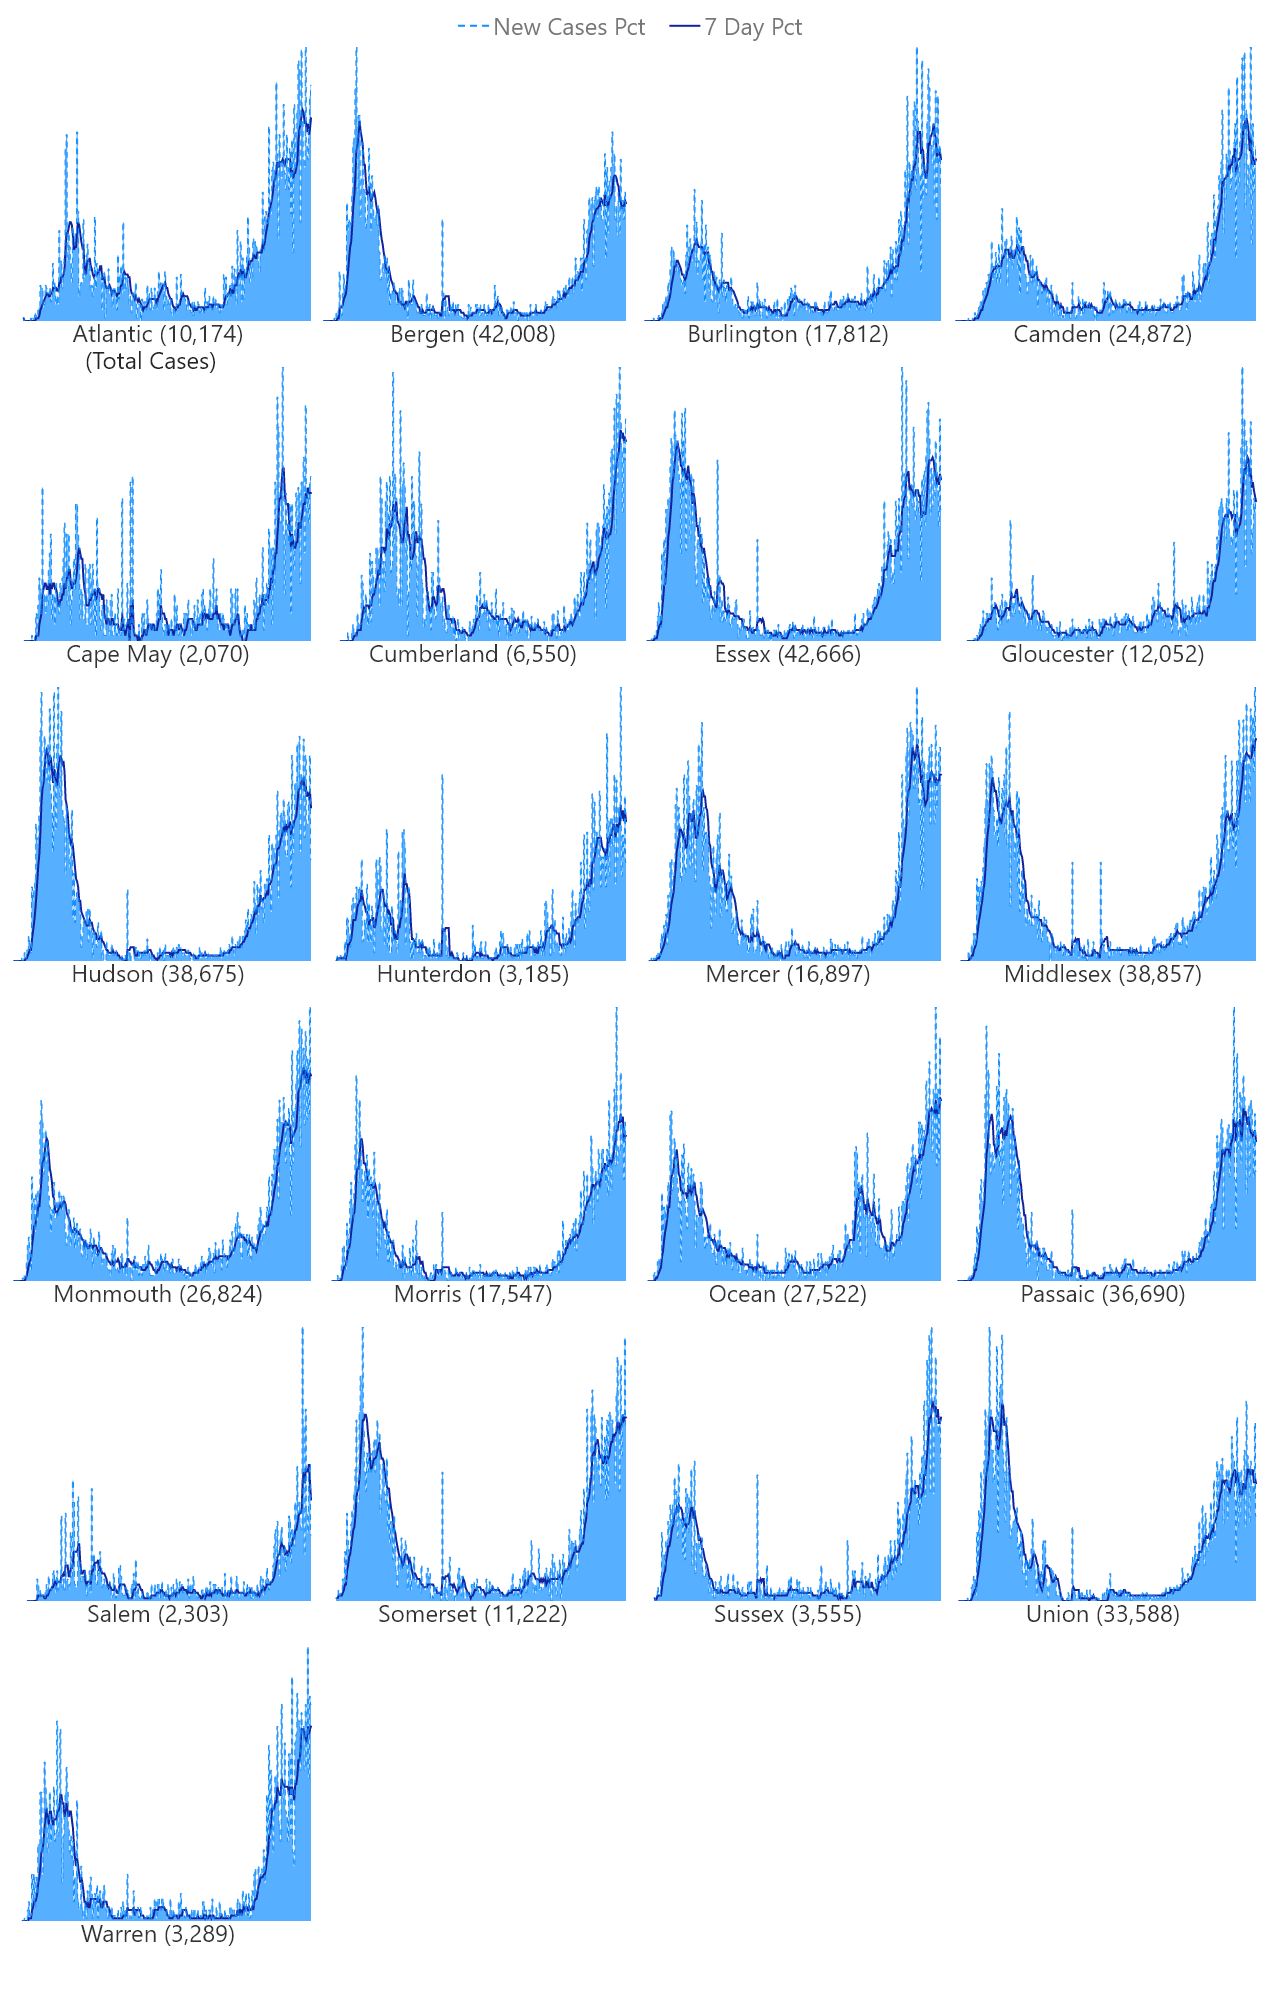 New Cases Pct 7 Day Pct
Atlantic (10,174)
(Total Cases)
Bergen (42,008)
Burlington (17,812)
Camden (24,872)
Cape May (2,070)
Cumberland (6,550)
Essex (42,666)
Gloucester (12,052)
Hudson (38,675)
Hunterdon (3,185)
Mercer (16,897)
Middlesex (38,857)
Monmouth (26,824)
Morris (17,547)
Ocean (27,522)
Passaic (36,690)
Salem (2,303)
Somerset (11,222)
Sussex (3,555)
Union (33,588)
Warren (3,289)